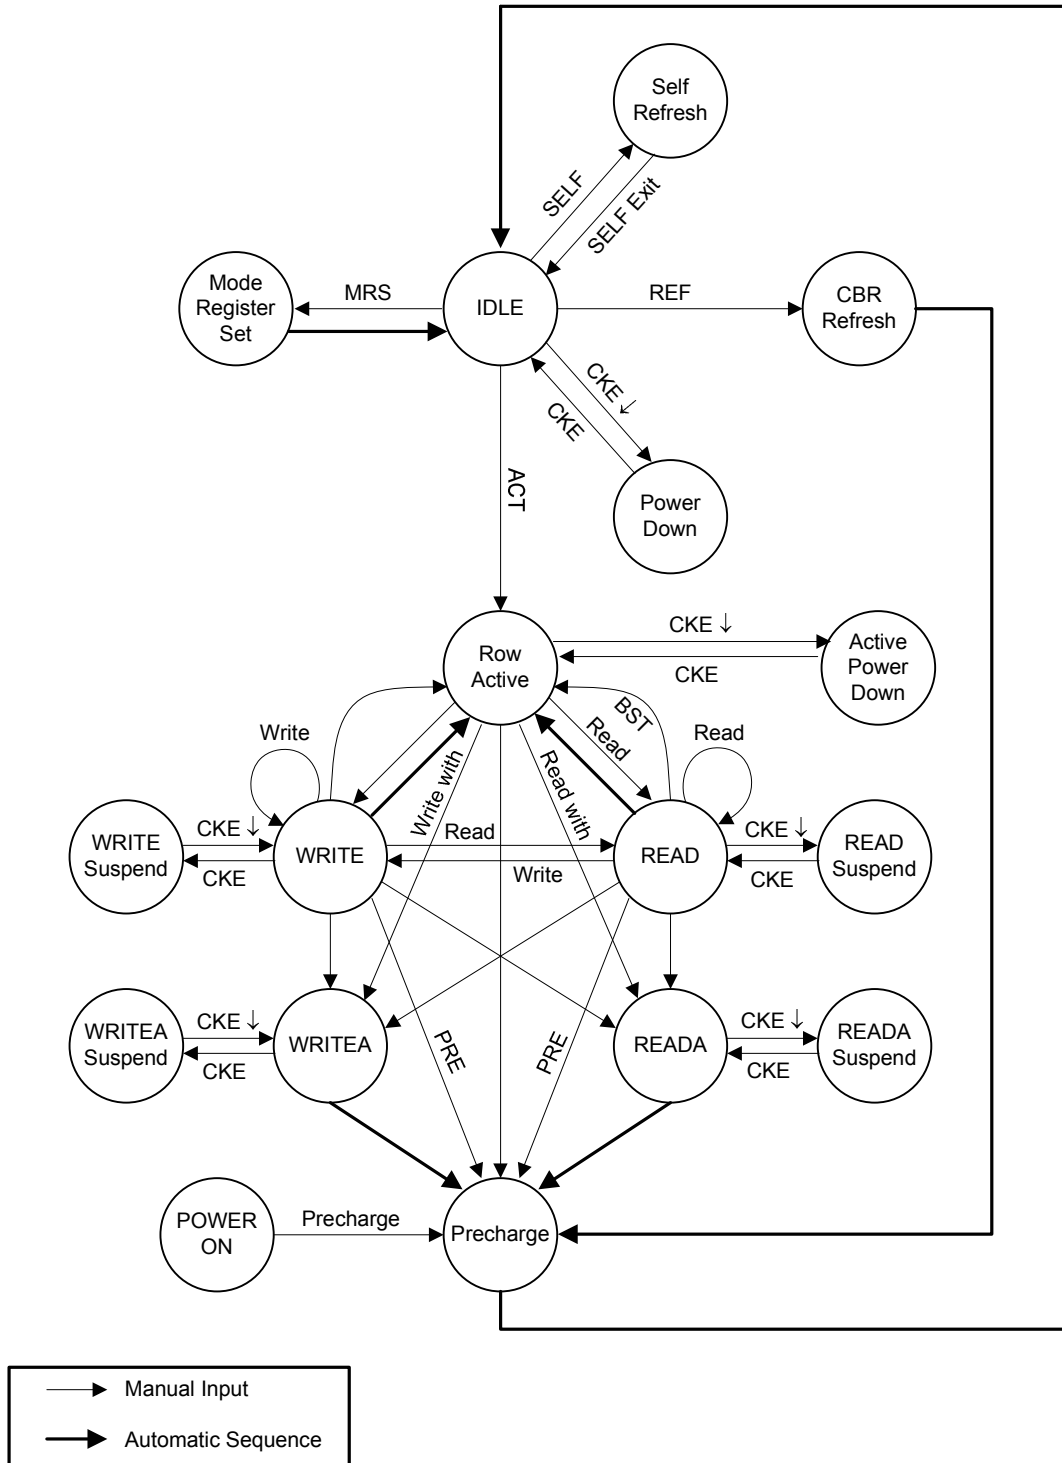 Self
Refresh
SELF
SELF Exit
Mode
Register
Set
MRS
IDLE
REF
CBR
Refresh
CKE ↓
CKE
ACT
Power
Down
Row
Active
CKE ↓
CKE
Active
Power
Down
BST
Read
Write
Read
Write with
Read with
WRITE
Suspend
CKE ↓
CKE
WRITE
Read
Write
READ
CKE ↓
CKE
READ
Suspend
WRITEA
Suspend
CKE ↓
CKE
WRITEA
PRE
PRE
READA
CKE ↓
CKE
READA
Suspend
POWER
ON
Precharge
Precharge
Manual Input
Automatic Sequence